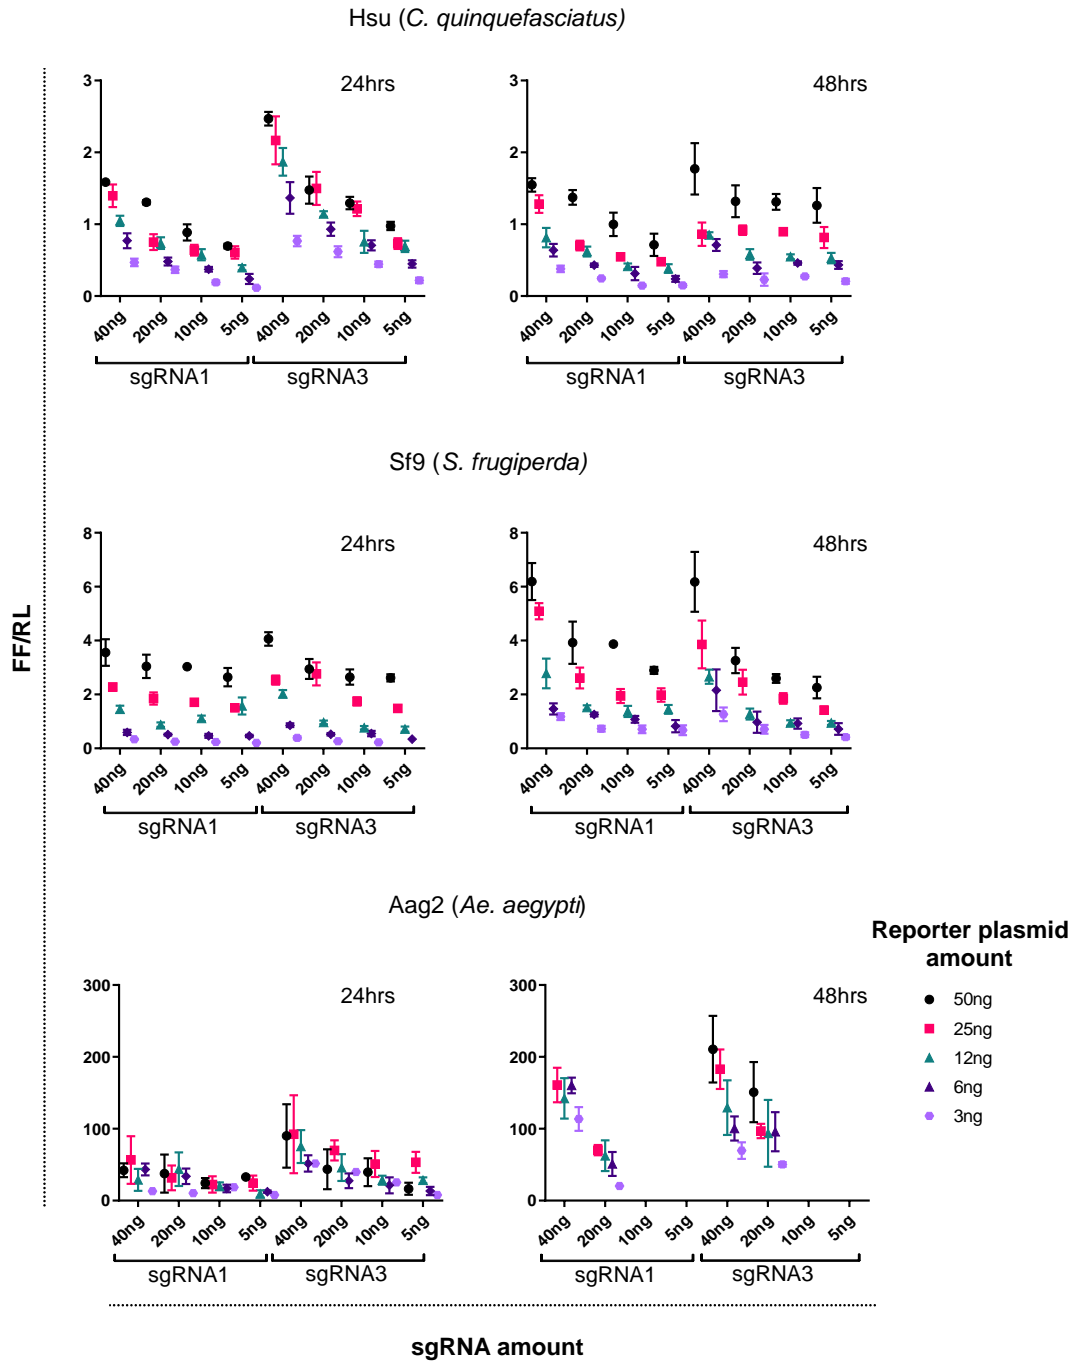 Hsu (C. quinquefasciatus)
24hrs
3
2
1
0
40ng
20ng
10ng
5ng
40ng
20ng
10ng
5ng
sgRNA1
sgRNA3
48hrs
3
2
1
0
40ng
20ng
10ng
5ng
40ng
20ng
10ng
5ng
sgRNA1
sgRNA3
Sf9 (S. frugiperda)
FF/RL
24hrs
8
6
4
2
0
40ng
20ng
10ng
5ng
40ng
20ng
10ng
5ng
sgRNA1
sgRNA3
48hrs
8
6
4
2
0
40ng
20ng
10ng
5ng
40ng
20ng
10ng
5ng
sgRNA1
sgRNA3
Aag2 (Ae. aegypti)
24hrs
300
200
100
0
40ng
20ng
10ng
5ng
40ng
20ng
10ng
5ng
sgRNA1
sgRNA3
48hrs
300
200
100
0
40ng
20ng
10ng
5ng
40ng
20ng
10ng
5ng
sgRNA1
sgRNA3
Reporter plasmid
amount
50ng
25ng
12ng
6ng
3ng
sgRNA amount